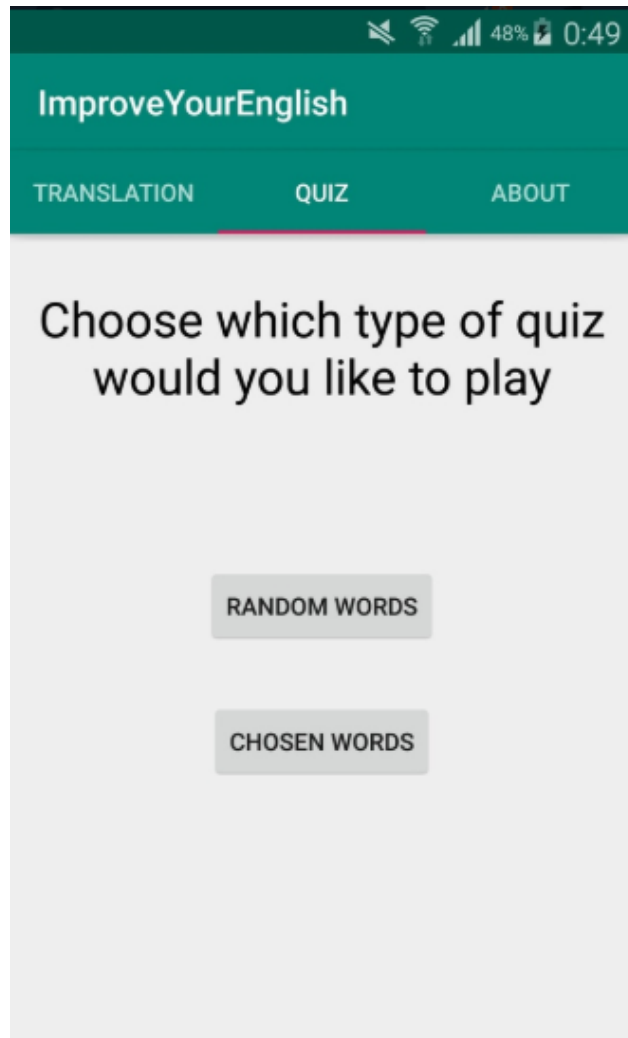 48% 0:49
ImproveYourEnglish
TRANSLATION QUIZ ABOUT
Choose which type of quiz
would you like to play
RANDOM WORDS
CHOSEN WORDS